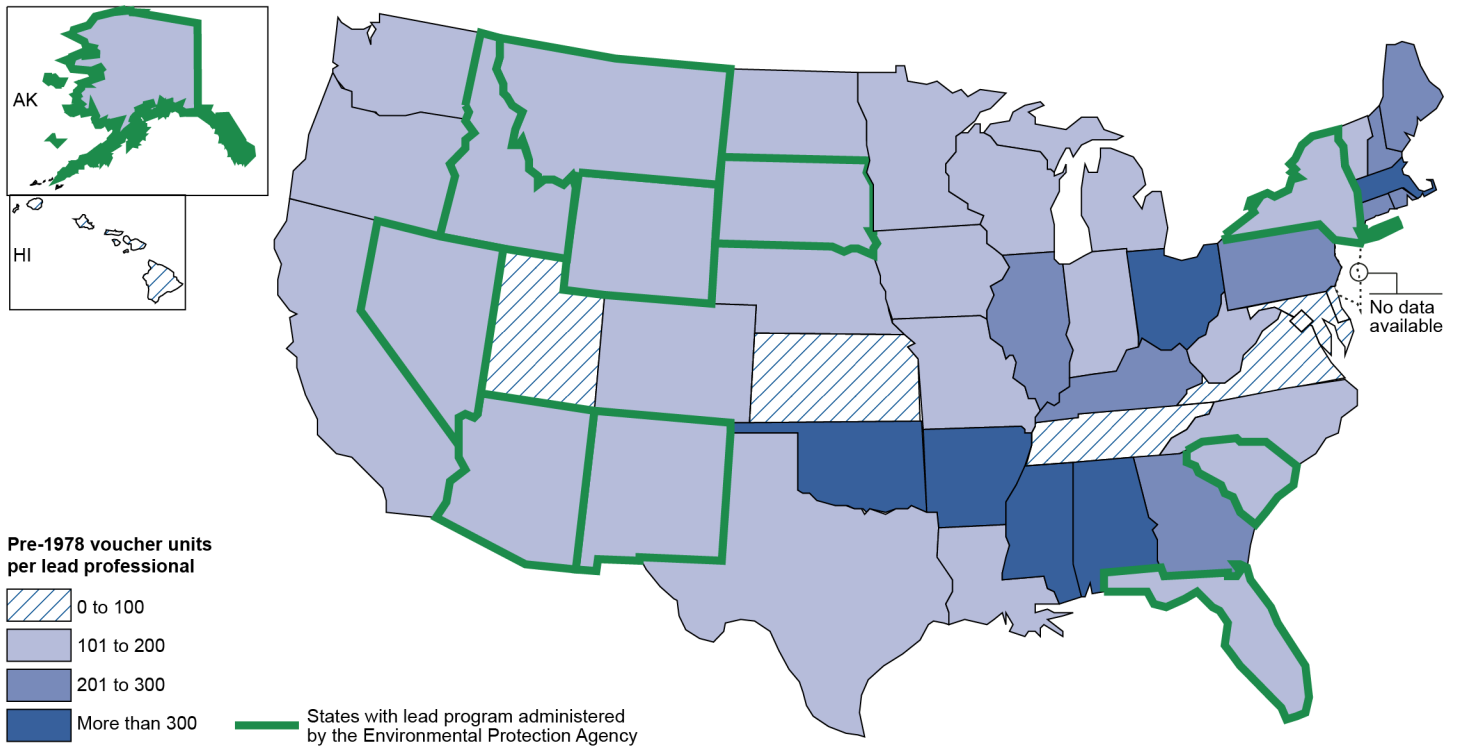 AK
HI
No data
available
Pre-1978 voucher units
per lead professional
0 to 100
101 to 200
201 to 300
More than 300
States with lead program administered
by the Environmental Protection Agency